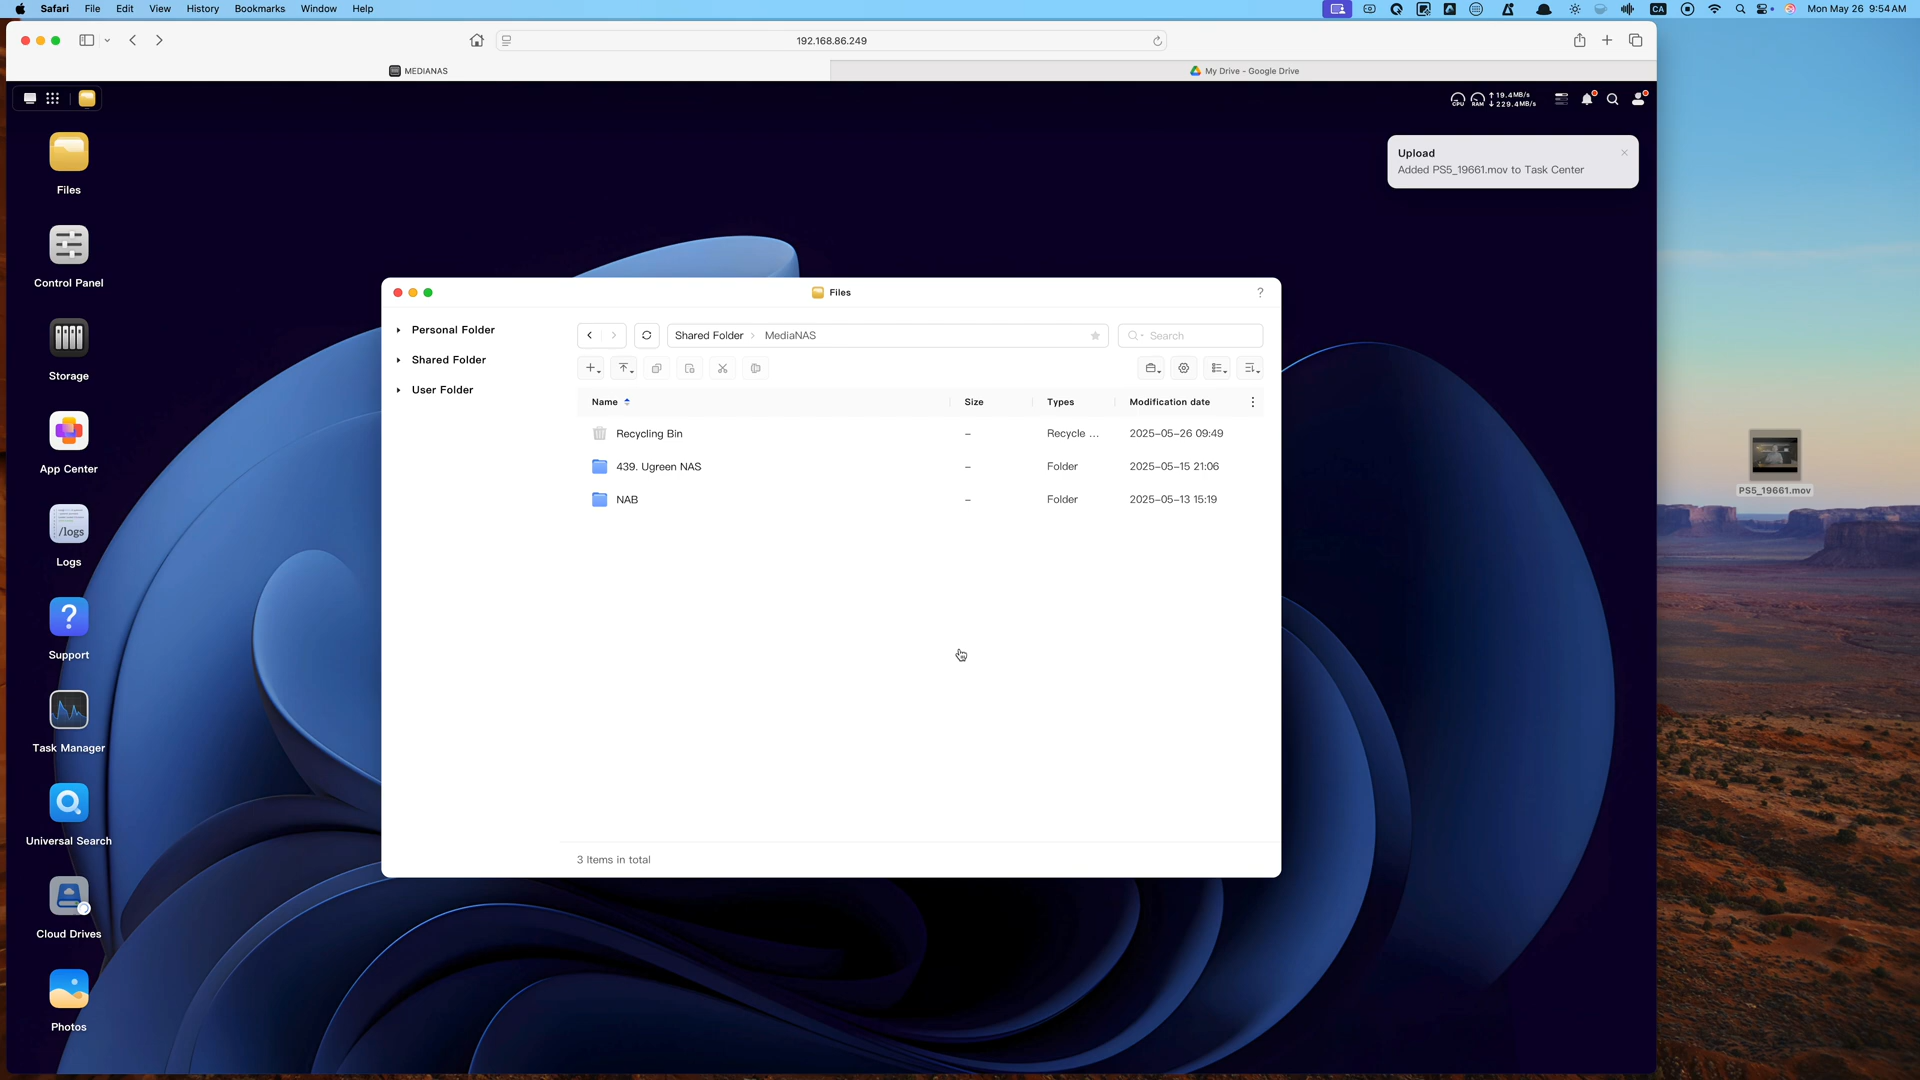 Safari File Edit View History Bookmarks Window Help
CA
Mon May 26 9:54 AM
192.168.86.249
MEDIANAS
My Drive - Google Drive
CPU RAM 19.4MB/s
229.4MB/s
Upload
Added PS5_19661.mov to Task Center
Files
Control Panel
Storage
App Center
/logs
Logs
?
Support
Task Manager
Universal Search
Cloud Drives
Photos
Files
?
Personal Folder
Shared Folder
User Folder
Shared Folder > MediaNAS
Search
Name Size Types Modification date
Recycling Bin – Recycle ... 2025-05-26 09:49
439. Ugreen NAS – Folder 2025-05-15 21:06
NAB – Folder 2025-05-13 15:19
3 Items in total
PS5_19661.mov